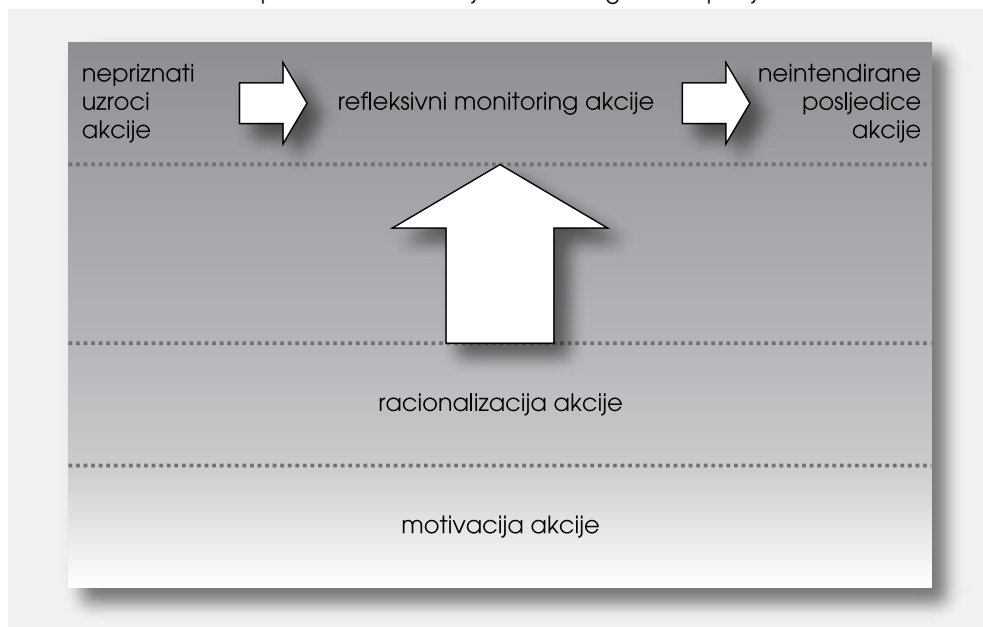 nepriznati
uzroci
akcije
refleksivni monitoring akcije
neintendirane
posljedice
akcije
racionalizacija akcije
motivacija akcije